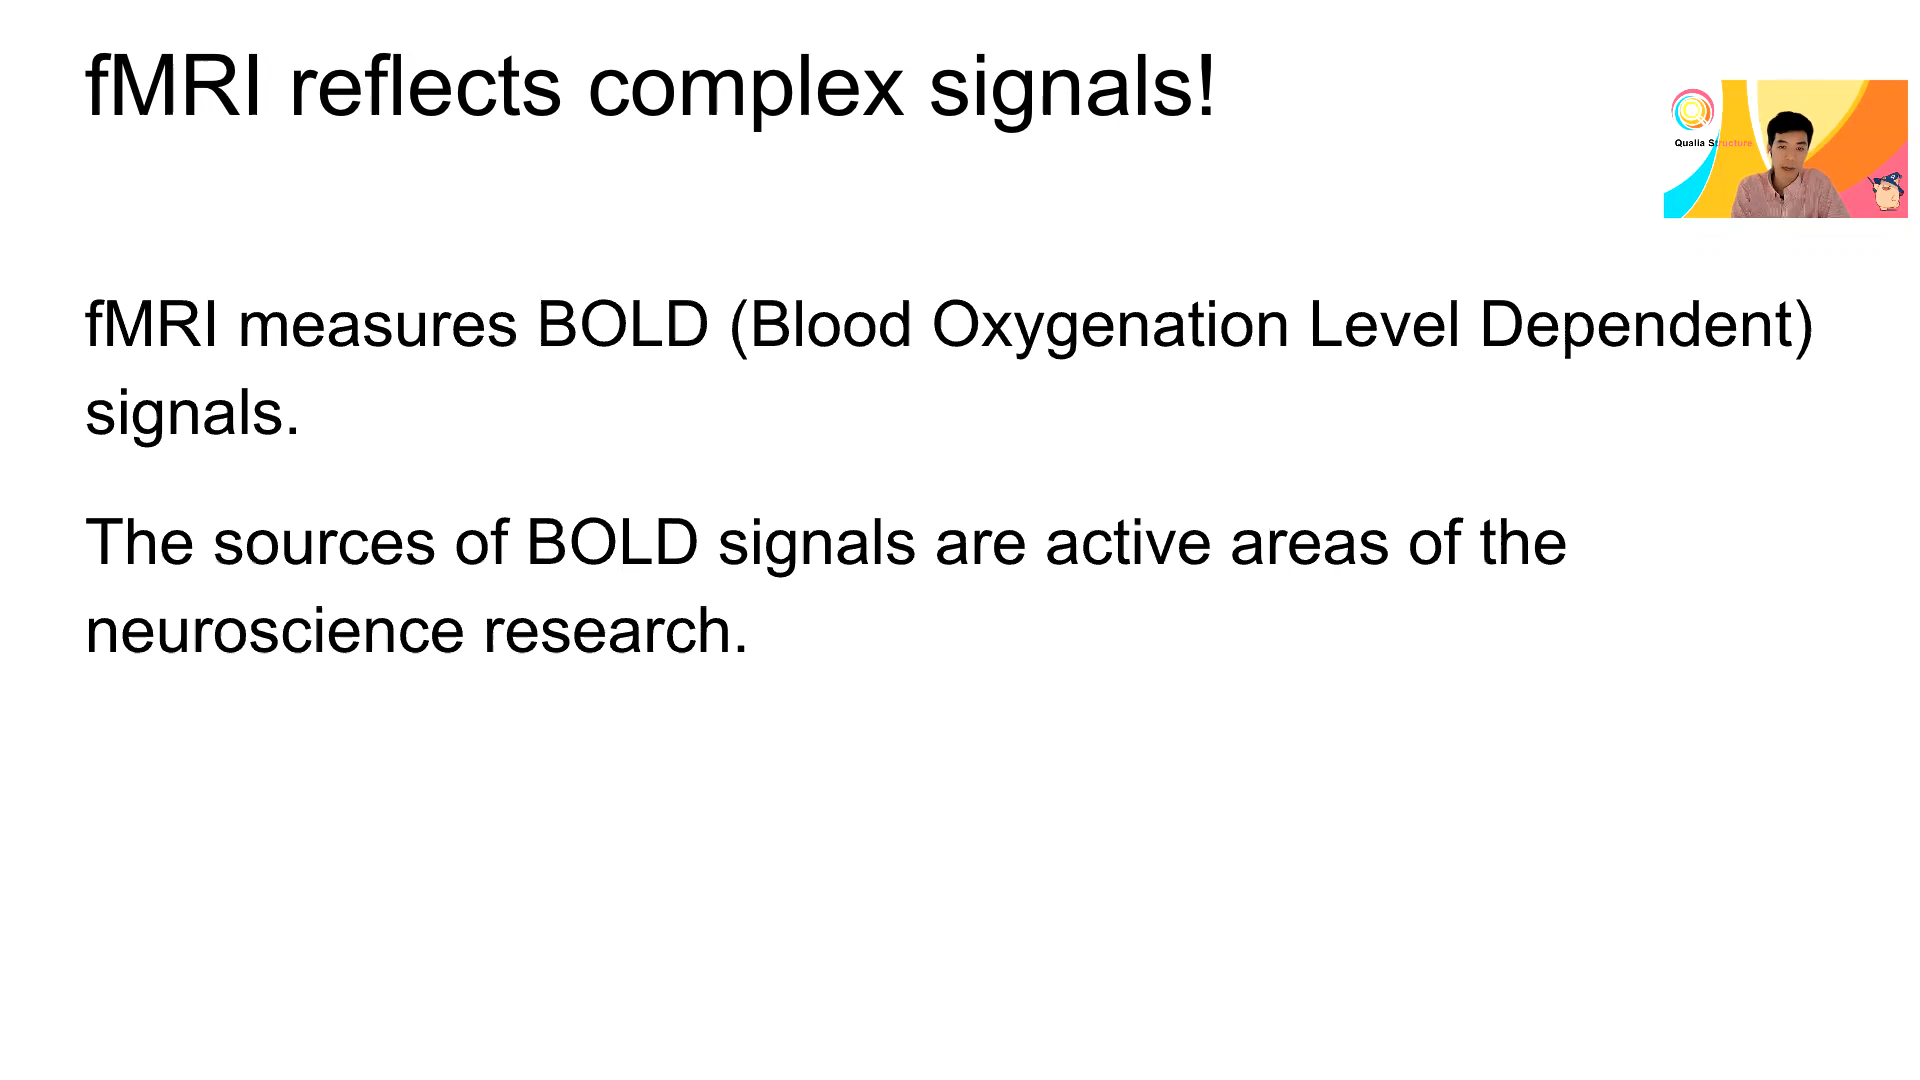 fMRI reflects complex signals!
Qualia Structure
fMRI measures BOLD (Blood Oxygenation Level Dependent)
signals.
The sources of BOLD signals are active areas of the
neuroscience research.